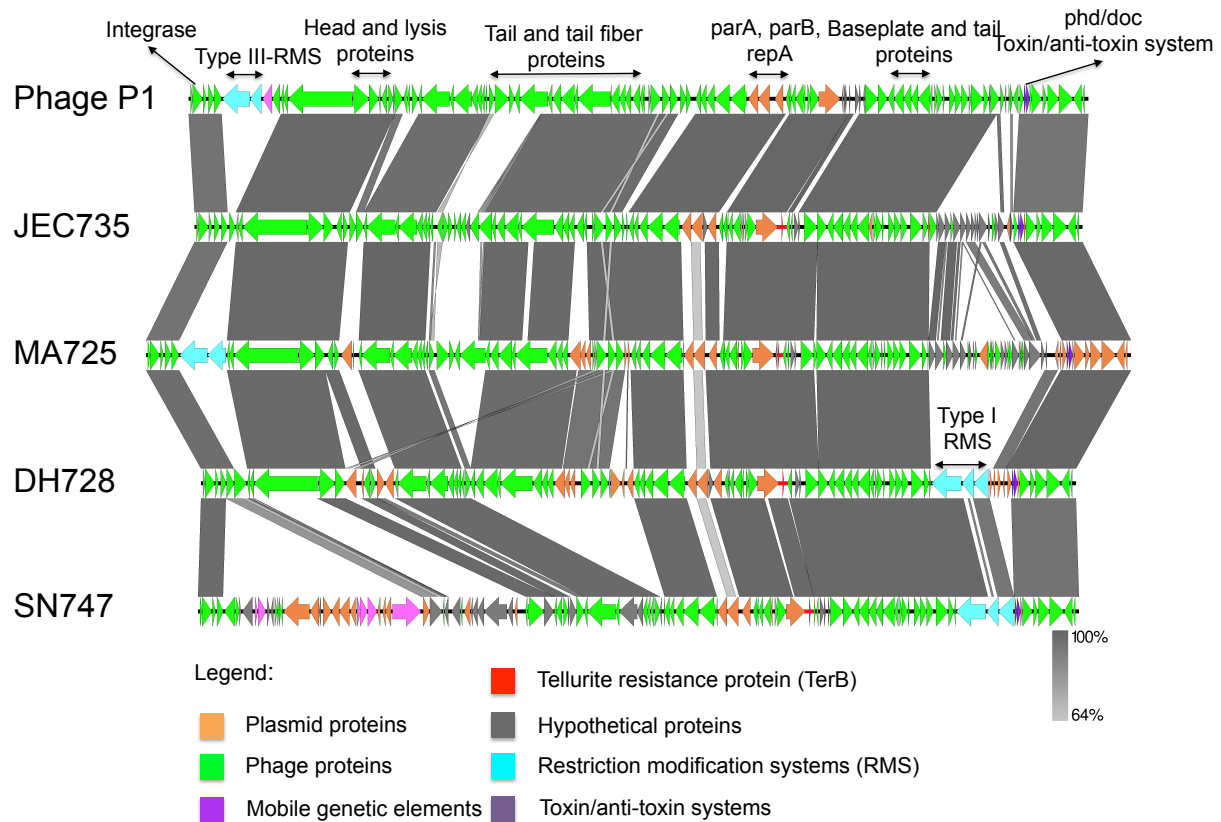 Integrase
Type III-RMS
Head and lysis
proteins
Tail and tail fiber
proteins
parA, parB,
repA
Baseplate and tail
proteins
phd/doc
Toxin/anti-toxin system
Phage P1
JEC735
MA725
Type I
RMS
DH728
SN747
100%
64%
Legend:
Plasmid proteins
Phage proteins
Mobile genetic elements
Tellurite resistance protein (TerB)
Hypothetical proteins
Restriction modification systems (RMS)
Toxin/anti-toxin systems